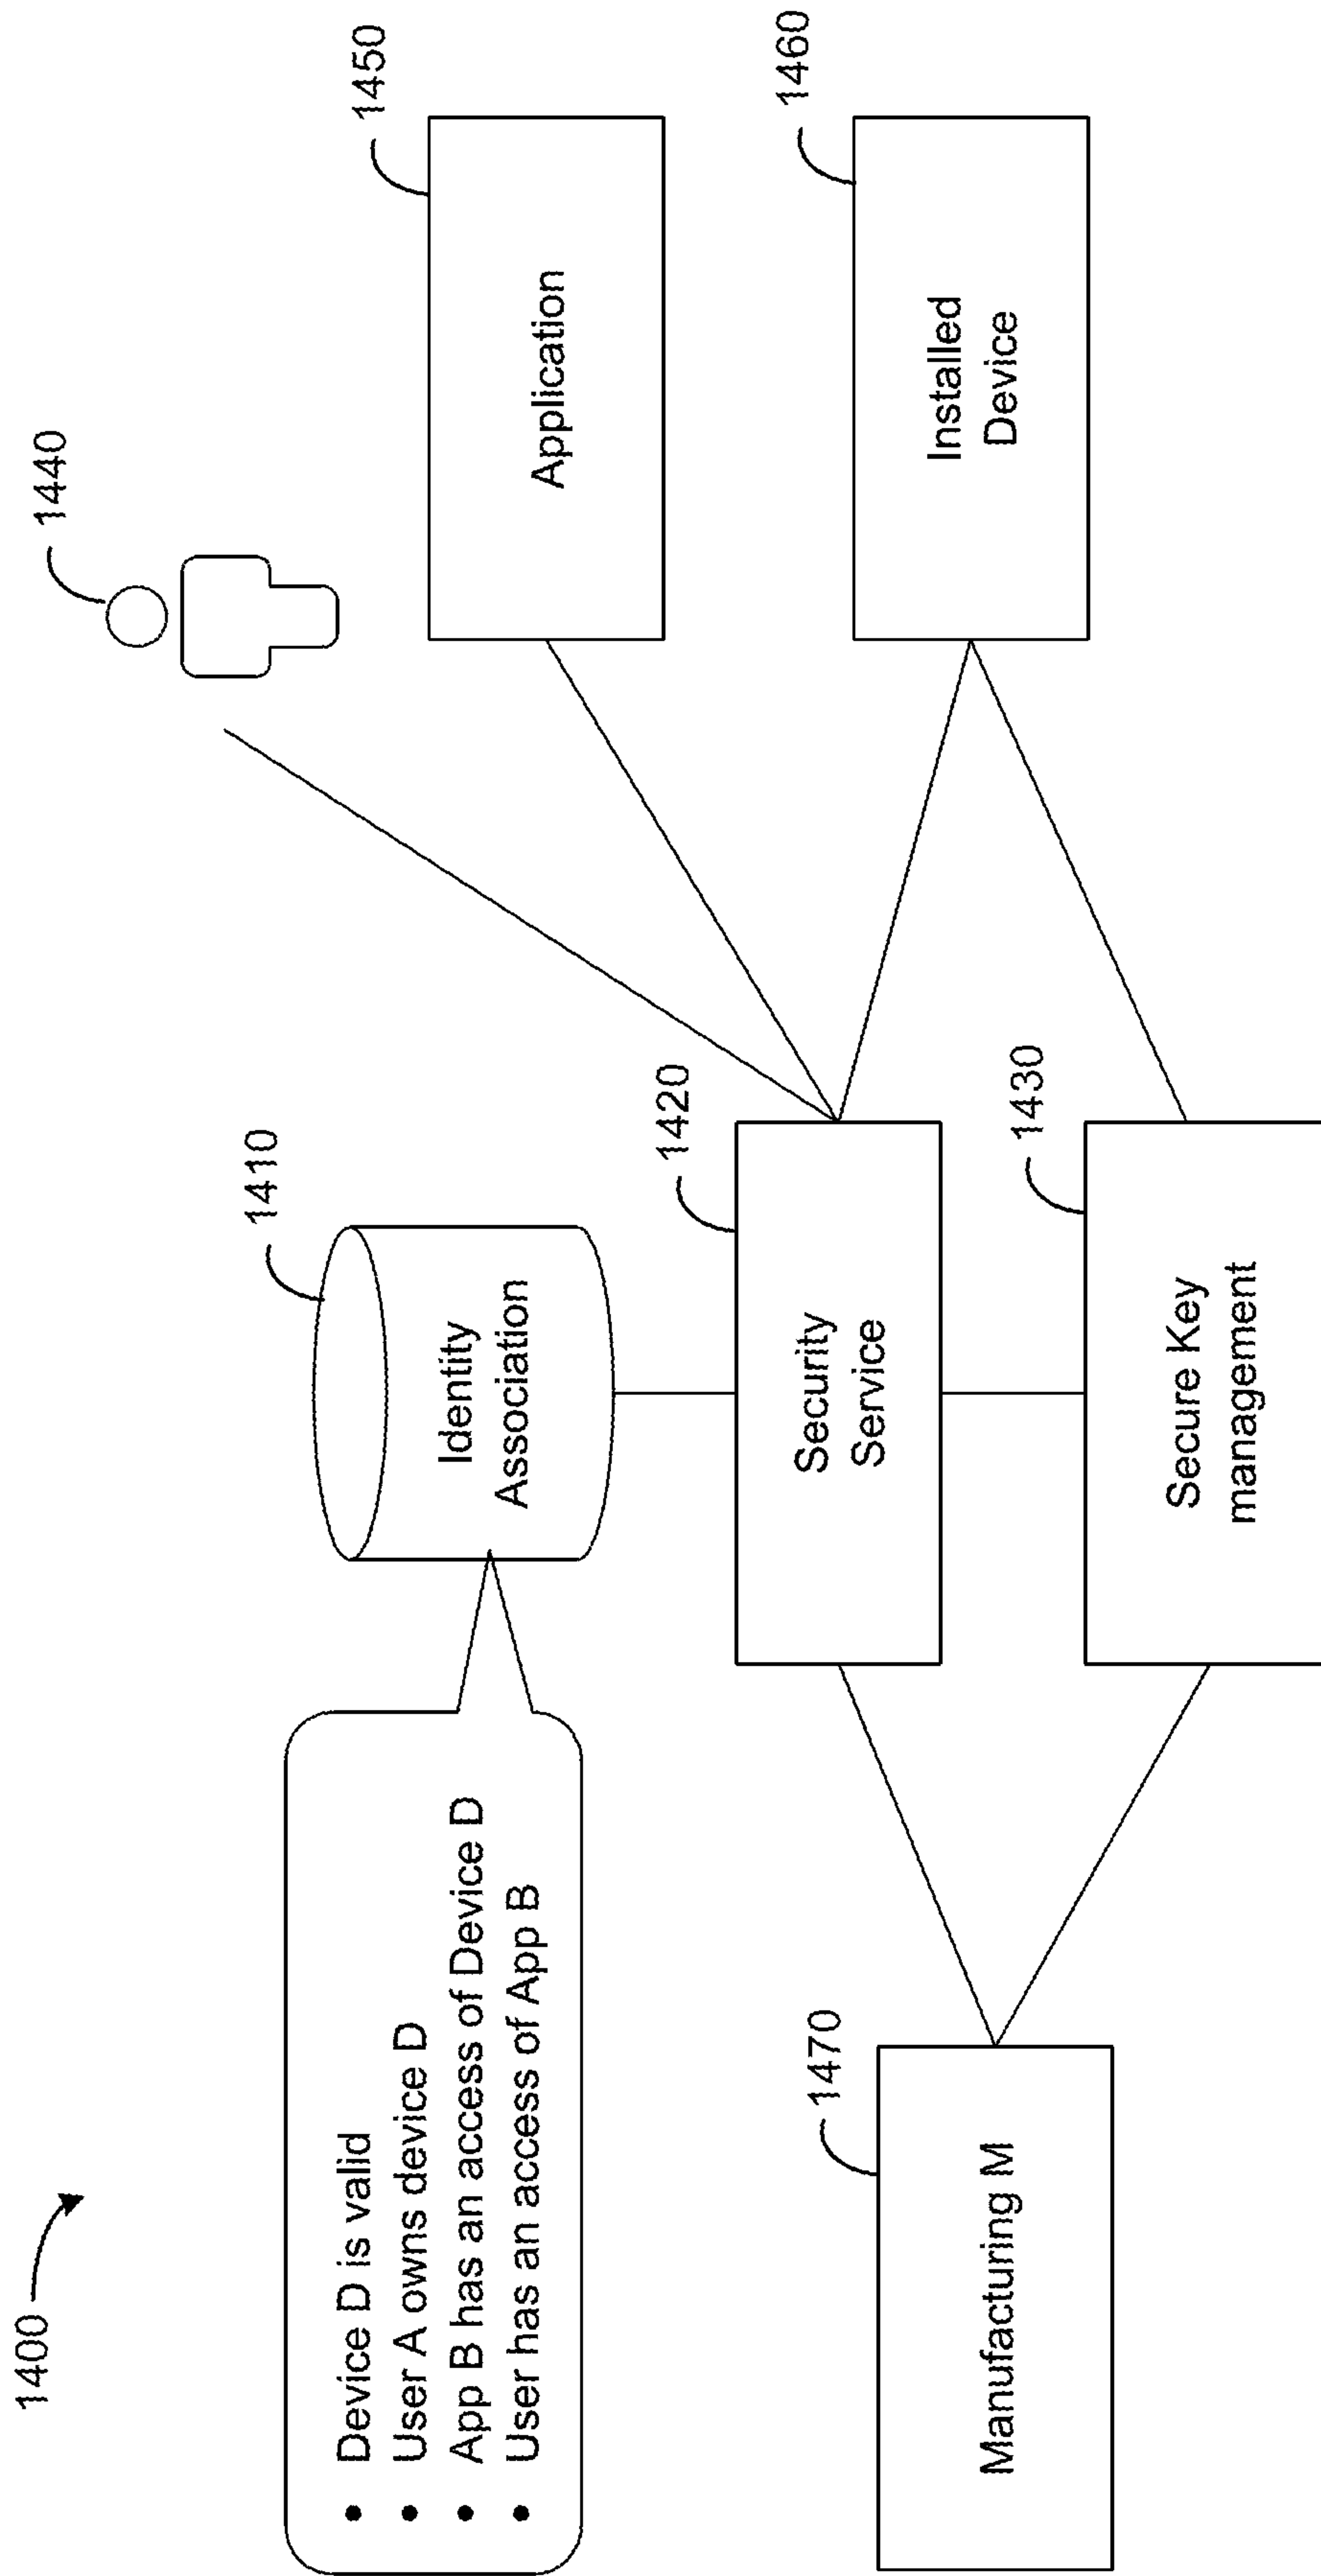 1400
• Device D is valid
• User A owns device D
• App B has an access of Device D
• User has an access of App B
1410
Identity
Association
1440
1450
Application
1420
Security
Service
1460
Installed
Device
1470
Manufacturing M
1430
Secure Key
management